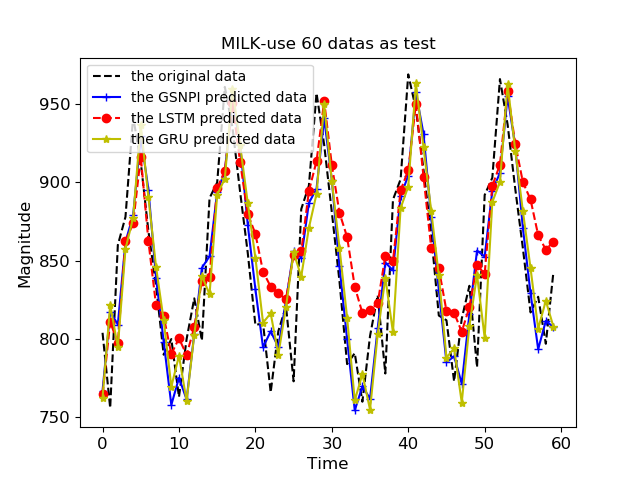 MILK-use 60 datas as test
the original data
the GSNPI predicted data
the LSTM predicted data
the GRU predicted data
950
900
850
800
750
Magnitude
0 10 20 30 40 50 60
Time